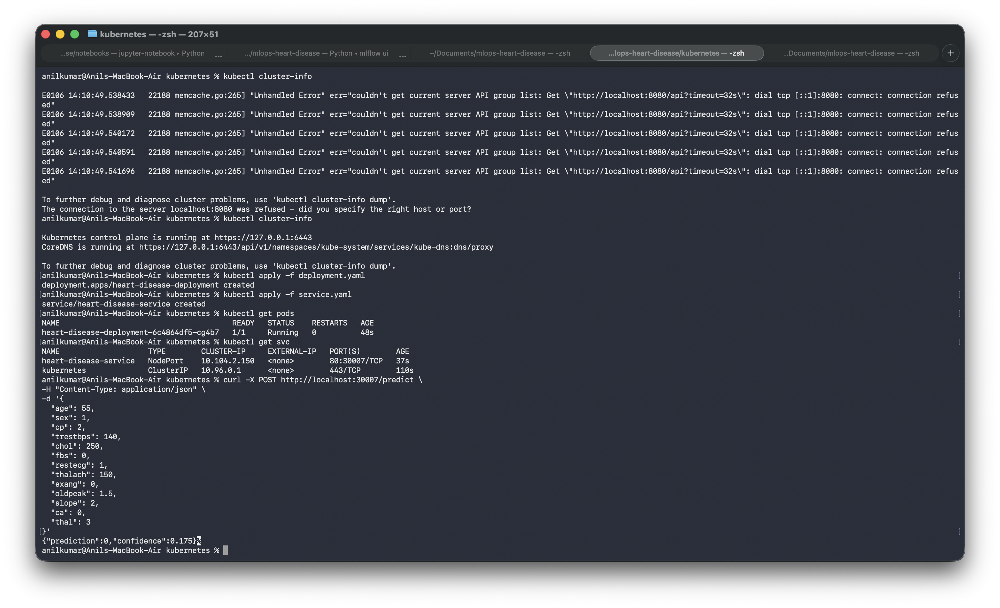 kubernetes — -zsh — 207×51
...se/notebooks — jupyter-notebook ▸ Python ... .../mlops-heart-disease — Python ◂ mlflow ui ... ~/Documents/mlops-heart-disease — -zsh ...lops-heart-disease/kubernetes — -zsh ...Documents/mlops-heart-disease — -zsh +
anilkumar@Anils-MacBook-Air kubernetes % kubectl cluster-info
E0106 14:10:49.538433   22188 memcache.go:265] "Unhandled Error" err="couldn't get current server API group list: Get \"http://localhost:8080/api?timeout=32s\": dial tcp [::1]:8080: connect: connection refus
ed"
E0106 14:10:49.538909   22188 memcache.go:265] "Unhandled Error" err="couldn't get current server API group list: Get \"http://localhost:8080/api?timeout=32s\": dial tcp [::1]:8080: connect: connection refus
ed"
E0106 14:10:49.540172   22188 memcache.go:265] "Unhandled Error" err="couldn't get current server API group list: Get \"http://localhost:8080/api?timeout=32s\": dial tcp [::1]:8080: connect: connection refus
ed"
E0106 14:10:49.540591   22188 memcache.go:265] "Unhandled Error" err="couldn't get current server API group list: Get \"http://localhost:8080/api?timeout=32s\": dial tcp [::1]:8080: connect: connection refus
ed"
E0106 14:10:49.541696   22188 memcache.go:265] "Unhandled Error" err="couldn't get current server API group list: Get \"http://localhost:8080/api?timeout=32s\": dial tcp [::1]:8080: connect: connection refus
ed"
To further debug and diagnose cluster problems, use 'kubectl cluster-info dump'.
The connection to the server localhost:8080 was refused - did you specify the right host or port?
anilkumar@Anils-MacBook-Air kubernetes % kubectl cluster-info
Kubernetes control plane is running at https://127.0.0.1:6443
CoreDNS is running at https://127.0.0.1:6443/api/v1/namespaces/kube-system/services/kube-dns:dns/proxy
To further debug and diagnose cluster problems, use 'kubectl cluster-info dump'.
[anilkumar@Anils-MacBook-Air kubernetes % kubectl apply -f deployment.yaml ]
deployment.apps/heart-disease-deployment created
[anilkumar@Anils-MacBook-Air kubernetes % kubectl apply -f service.yaml ]
service/heart-disease-service created
[anilkumar@Anils-MacBook-Air kubernetes % kubectl get pods ]
NAME                                       READY   STATUS    RESTARTS   AGE
heart-disease-deployment-6c4864df5-cg4b7   1/1     Running   0          48s
[anilkumar@Anils-MacBook-Air kubernetes % kubectl get svc ]
NAME                    TYPE        CLUSTER-IP     EXTERNAL-IP   PORT(S)        AGE
heart-disease-service   NodePort    10.104.2.150   <none>        80:30007/TCP   37s
kubernetes              ClusterIP   10.96.0.1      <none>        443/TCP        110s
anilkumar@Anils-MacBook-Air kubernetes % curl -X POST http://localhost:30007/predict \
-H "Content-Type: application/json" \
-d '{
  "age": 55,
  "sex": 1,
  "cp": 2,
  "trestbps": 140,
  "chol": 250,
  "fbs": 0,
  "restecg": 1,
  "thalach": 150,
  "exang": 0,
  "oldpeak": 1.5,
  "slope": 2,
  "ca": 0,
  "thal": 3
[}' ]
{"prediction":0,"confidence":0.175}%
anilkumar@Anils-MacBook-Air kubernetes %